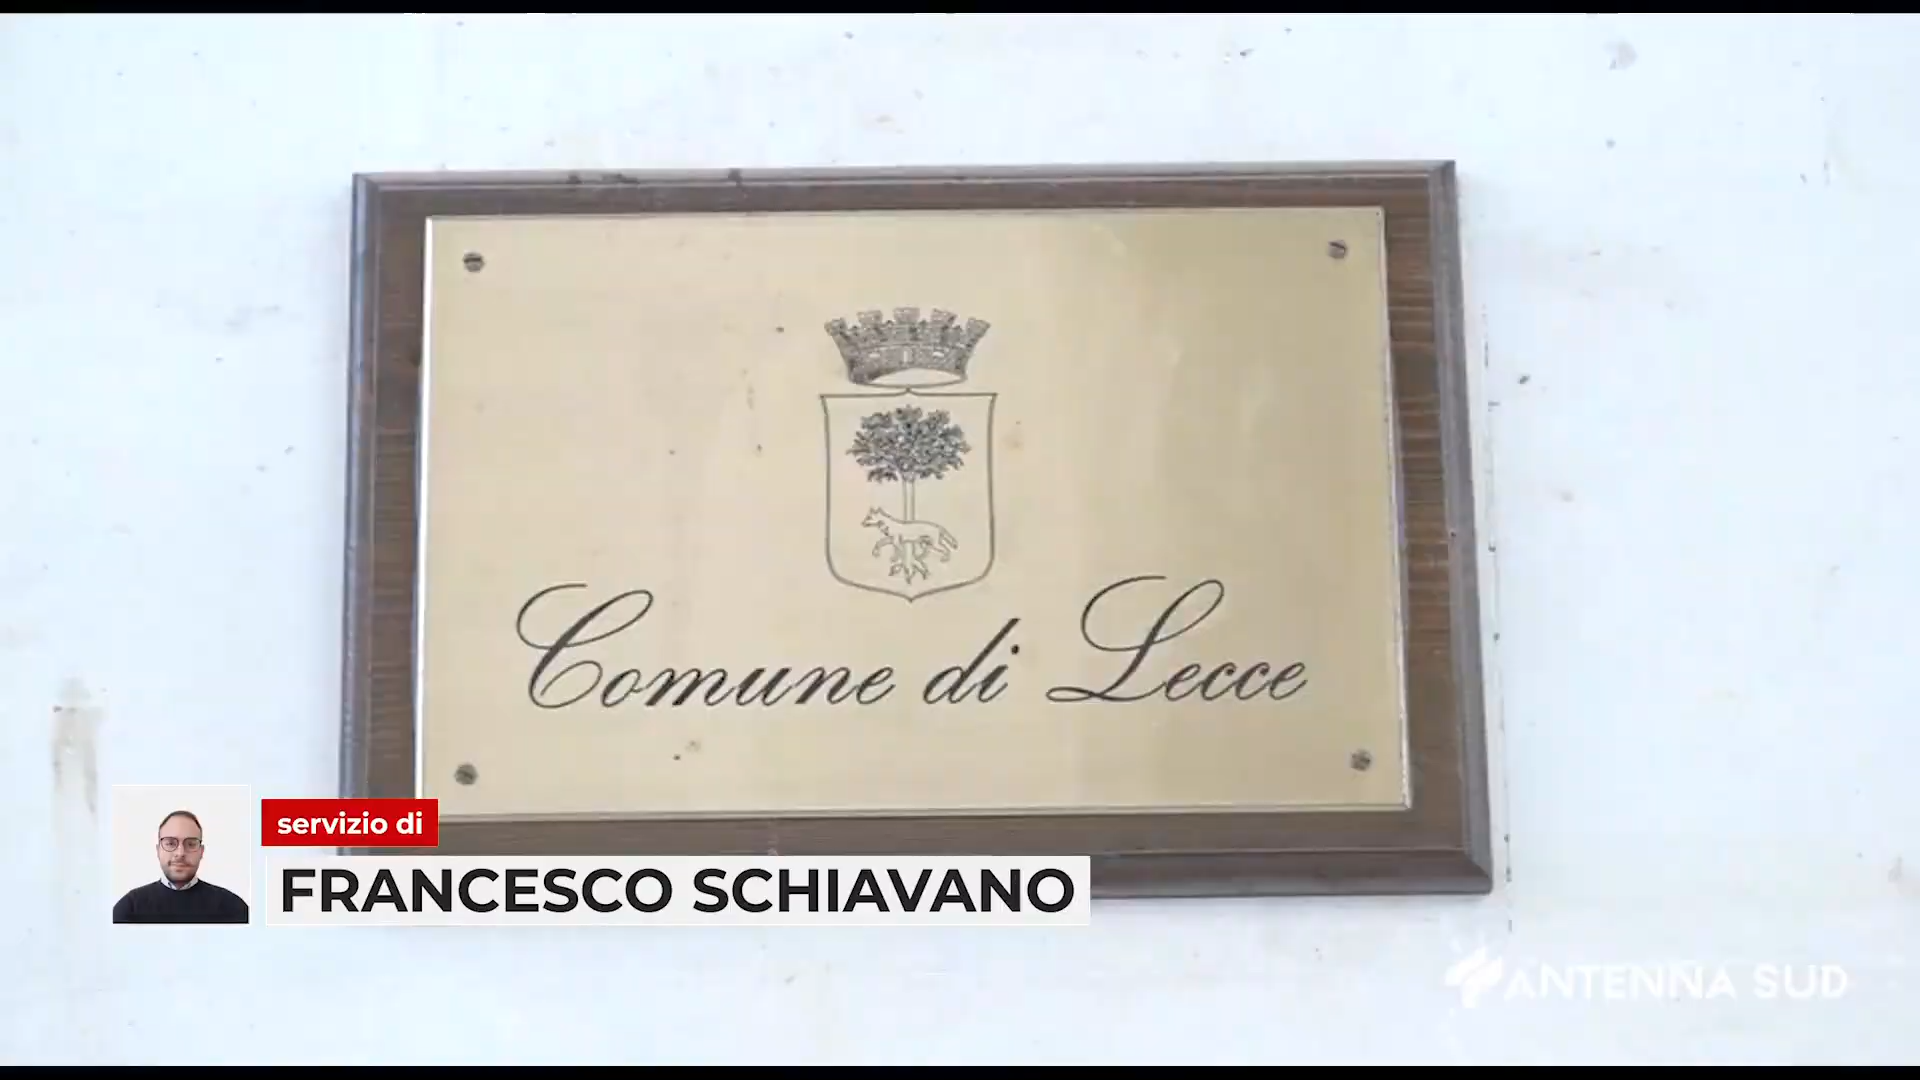 Comune di Lecce
servizio di
FRANCESCO SCHIAVANO
ANTENNA SUD